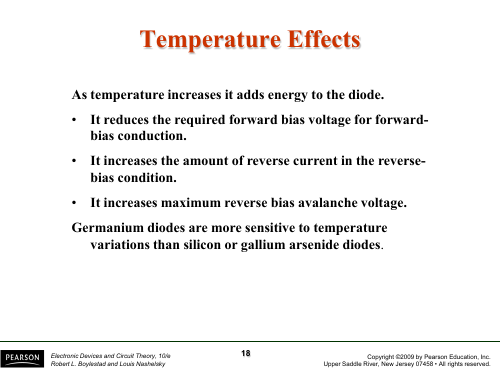 Temperature Effects
As temperature increases it adds energy to the diode.
• It reduces the required forward bias voltage for forward-
bias conduction.
• It increases the amount of reverse current in the reverse-
bias condition.
• It increases maximum reverse bias avalanche voltage.
Germanium diodes are more sensitive to temperature
variations than silicon or gallium arsenide diodes.
PEARSON
Electronic Devices and Circuit Theory, 10/e
Robert L. Boylestad and Louis Nashelsky
18
Copyright ©2009 by Pearson Education, Inc.
Upper Saddle River, New Jersey 07458 • All rights reserved.